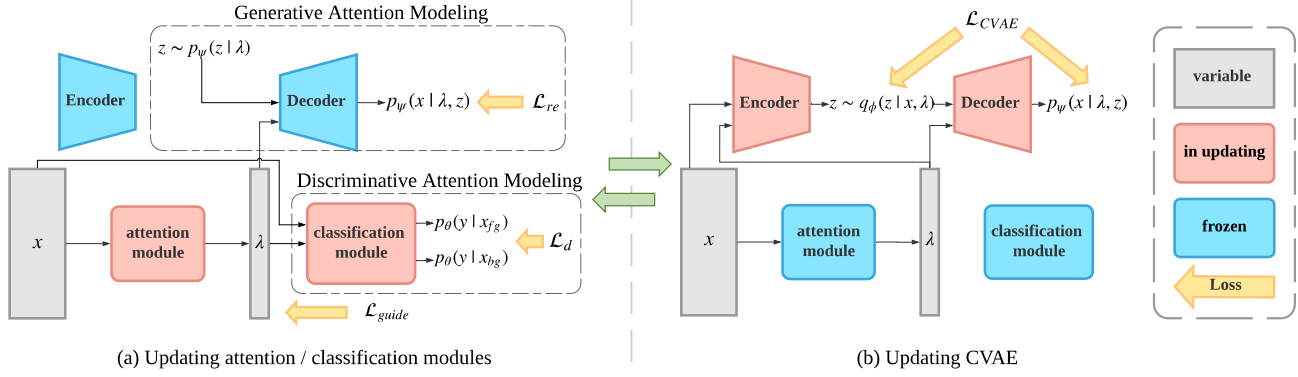 Generative Attention Modeling
z ~ pψ(z | λ)
Encoder
Decoder
pψ(x | λ, z)
ℒre
Discriminative Attention Modeling
x
attention
module
λ
classification
module
pθ(y | xfg)
pθ(y | xbg)
ℒd
ℒguide
(a) Updating attention / classification modules
ℒCVAE
Encoder
z ~ qϕ(z | x, λ)
Decoder
pψ(x | λ, z)
x
attention
module
λ
classification
module
(b) Updating CVAE
variable
in updating
frozen
Loss